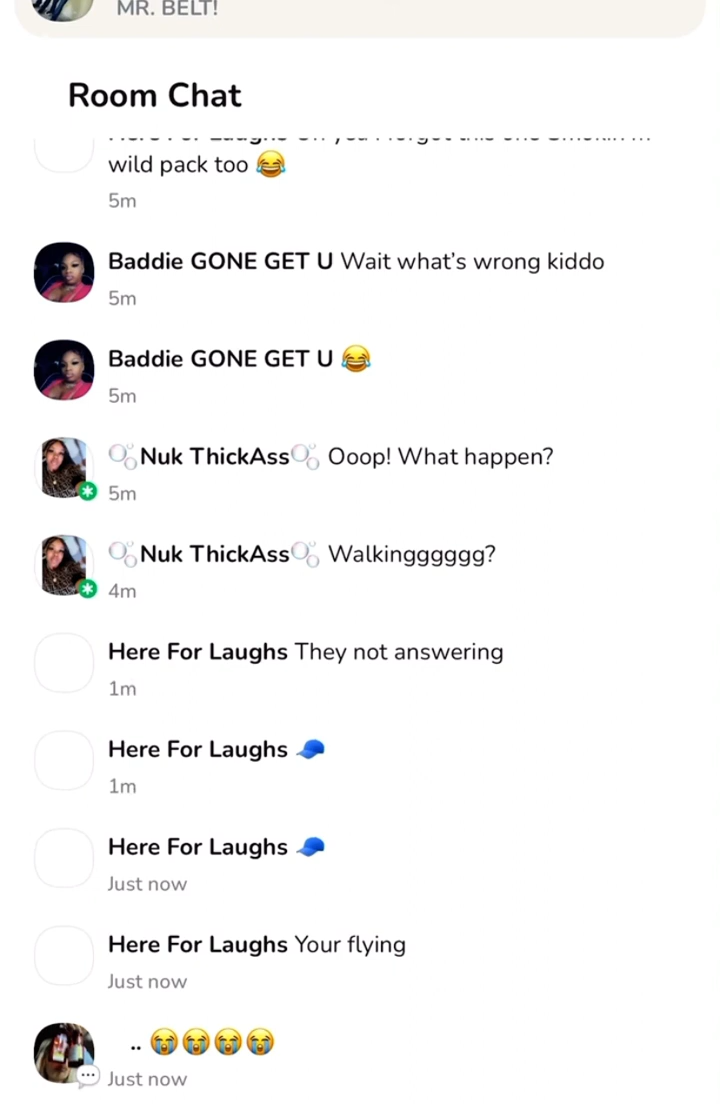 MR. BELT!
Room Chat
wild pack too 😂
5m
Baddie GONE GET U Wait what's wrong kiddo
5m
Baddie GONE GET U 😂
5m
🫧Nuk ThickAss🫧 Ooop! What happen?
5m
🫧Nuk ThickAss🫧 Walkingggggg?
4m
Here For Laughs They not answering
1m
Here For Laughs 🧢
1m
Here For Laughs 🧢
Just now
Here For Laughs Your flying
Just now
.. 😭😭😭😭
Just now